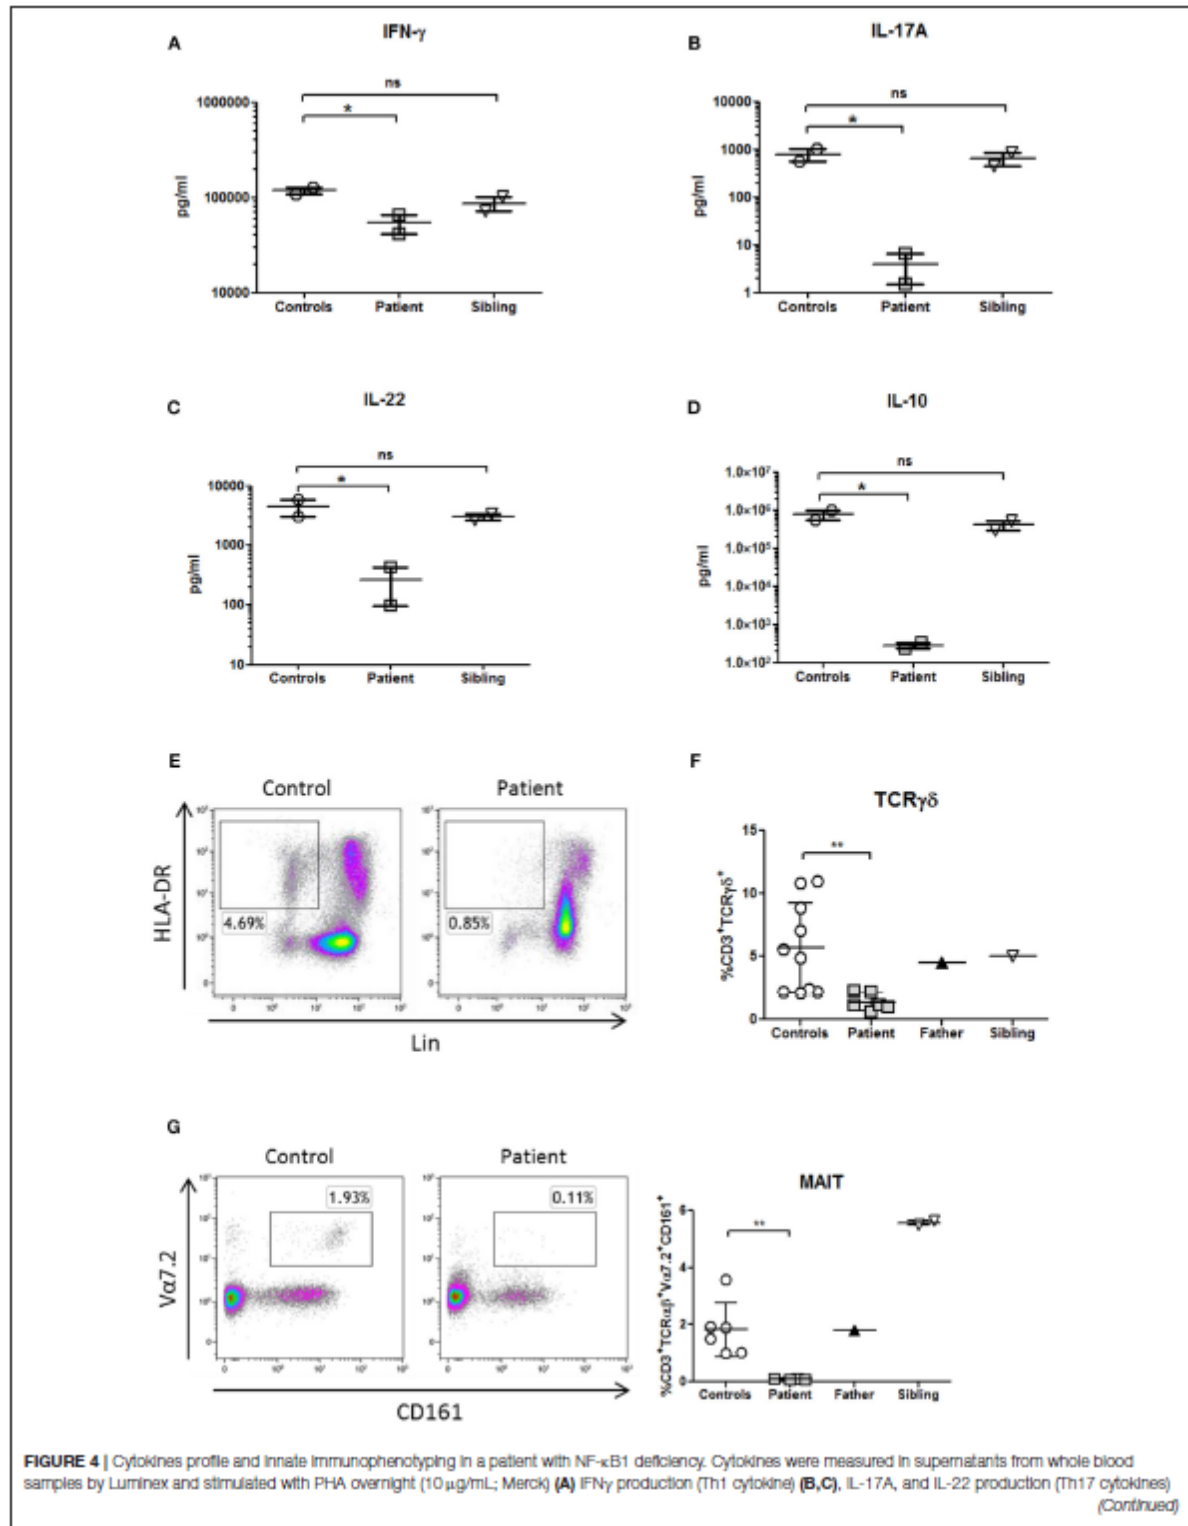 A
IFN-γ
ns
*
1000000
100000
10000
pg/ml
Controls Patient Sibling
B
IL-17A
ns
*
10000
1000
100
10
1
pg/ml
Controls Patient Sibling
C
IL-22
ns
*
10000
1000
100
10
pg/ml
Controls Patient Sibling
D
IL-10
ns
*
1.0×10⁷
1.0×10⁶
1.0×10⁵
1.0×10⁴
1.0×10³
1.0×10²
pg/ml
Controls Patient Sibling
E
Control Patient
HLA-DR
4.69%
0.85%
Lin
F
TCRγδ
**
15
10
5
0
%CD3⁺TCRγδ⁺
Controls Patient Father Sibling
G
Control Patient
1.93%
0.11%
Vα7.2
CD161
MAIT
**
6
4
2
0
%CD3⁺TCRαβ⁺Vα7.2⁺CD161⁺
Controls Patient Father Sibling
FIGURE 4 | Cytokines profile and innate immunophenotyping in a patient with NF-κB1 deficiency. Cytokines were measured in supernatants from whole blood
samples by Luminex and stimulated with PHA overnight (10 μg/mL; Merck) (A) IFNγ production (Th1 cytokine) (B,C), IL-17A, and IL-22 production (Th17 cytokines)
(Continued)